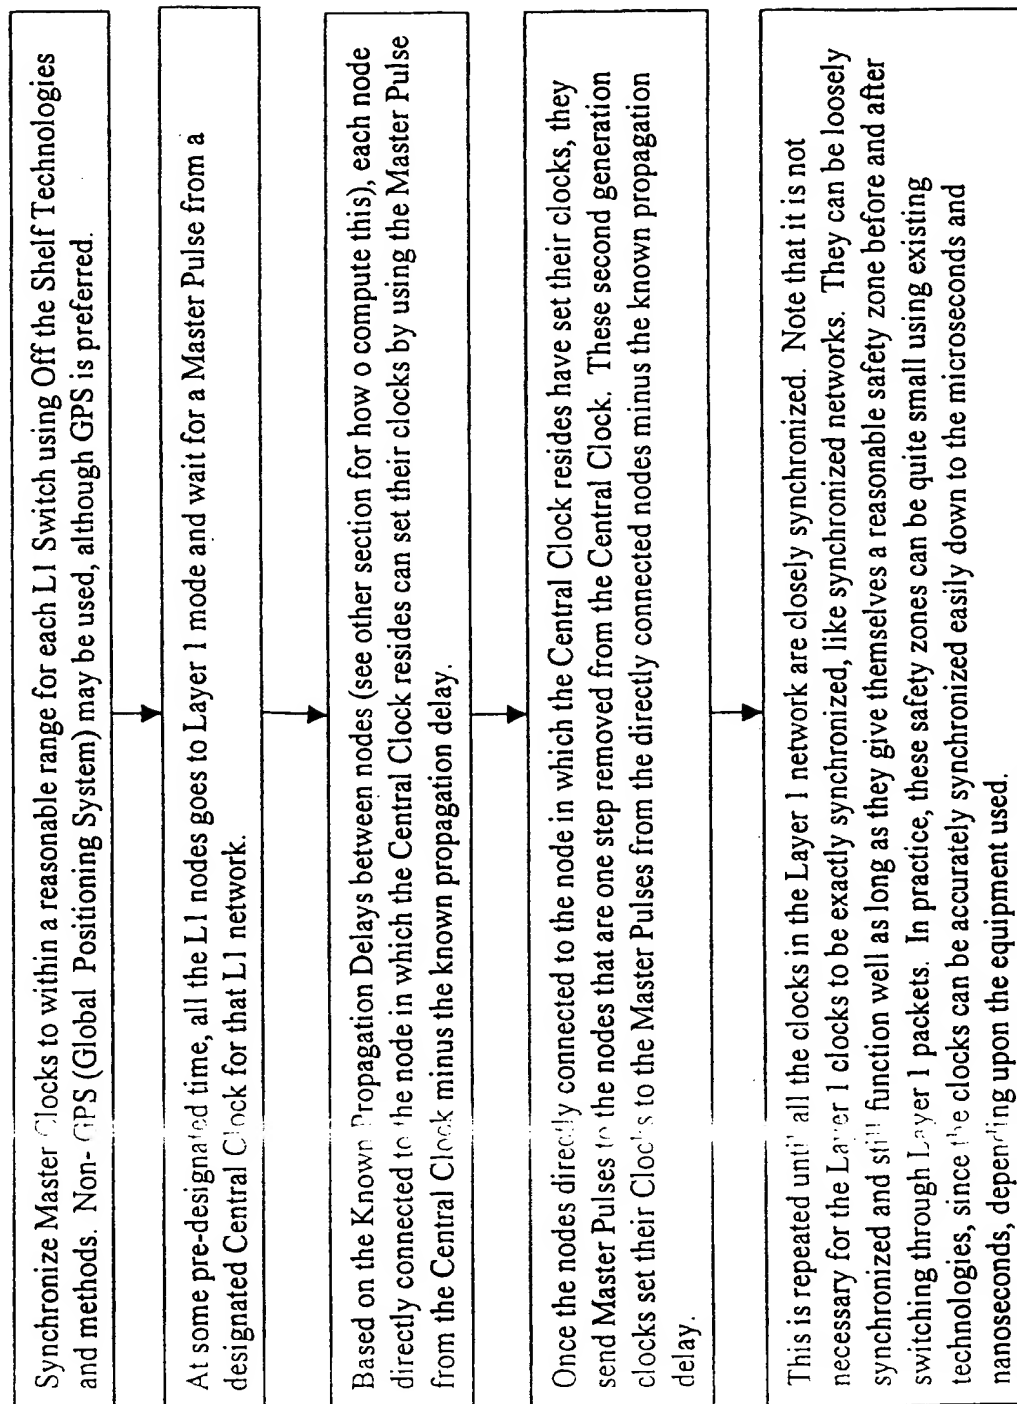 Synchronize Master Clocks to within a reasonable range for each L1 Switch using Off the Shelf Technologies
and methods. Non-GPS (Global Positioning System) may be used, although GPS is preferred.
At some pre-designated time, all the L1 nodes goes to Layer 1 mode and wait for a Master Pulse from a
designated Central Clock for that L1 network.
Based on the Known Propagation Delays between nodes (see other section for how o compute this), each node
directly connected to the node in which the Central Clock resides can set their clocks by using the Master Pulse
from the Central Clock minus the known propagation delay.
Once the nodes directly connected to the node in which the Central Clock resides have set their clocks, they
send Master Pulses to the nodes that are one step removed from the Central Clock. These second generation
clocks set their Clocks to the Master Pulses from the directly connected nodes minus the known propagation
delay.
This is repeated until all the clocks in the Layer 1 network are closely synchronized. Note that it is not
necessary for the Layer 1 clocks to be exactly synchronized, like synchronized networks. They can be loosely
synchronized and still function well as long as they give themselves a reasonable safety zone before and after
switching through Layer 1 packets. In practice, these safety zones can be quite small using existing
technologies, since the clocks can be accurately synchronized easily down to the microseconds and
nanoseconds, depending upon the equipment used.